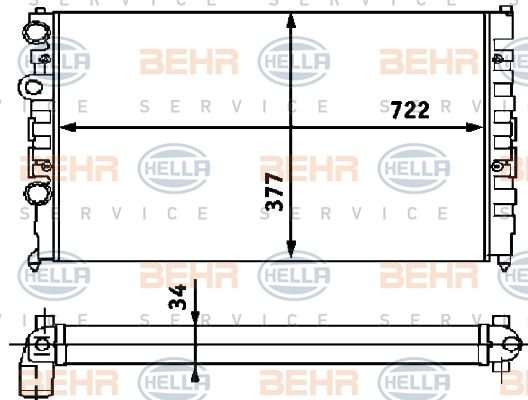 S E R V I C E S E R V I C E
HELLA BEHR HELLA BEHR HELLA
S E R V I C E S E R V I C E
722
BEHR HELLA BEHR HELLA BEHR
377
S E R V I C E S E R V I C E
HELLA BEHR HELLA BEHR HELLA
34
S E R V I C E S E R V I C E
BEHR HELLA BEHR HELLA BEHR